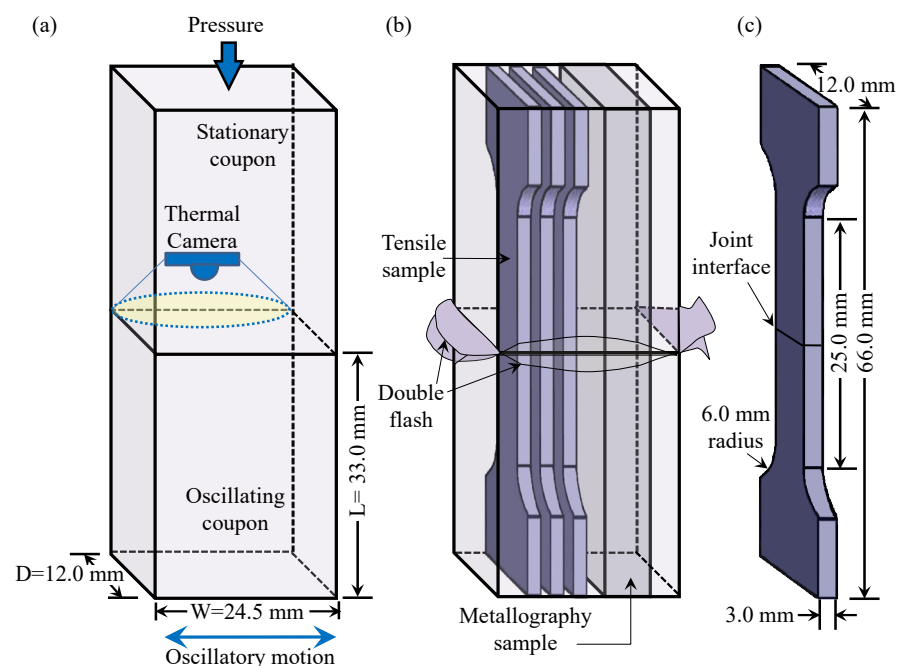 (a)
Pressure
Stationary
coupon
Thermal
Camera
L= 33.0 mm
Oscillating
coupon
D=12.0 mm
W=24.5 mm
Oscillatory motion
(b)
Tensile
sample
Double
flash
Metallography
sample
(c)
12.0 mm
Joint
interface
25.0 mm
66.0 mm
6.0 mm
radius
3.0 mm